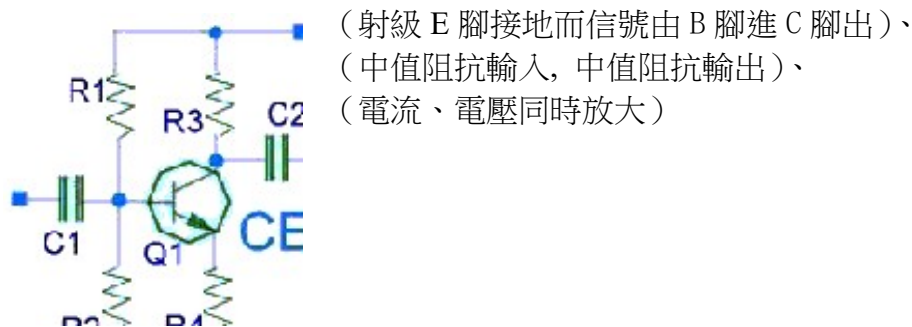 （射級 E 腳接地而信號由 B 腳進 C 腳出）、
（中值阻抗輸入, 中值阻抗輸出）、
（電流、電壓同時放大）
R1
R3
C2
C1
Q1
CE
R2
R4